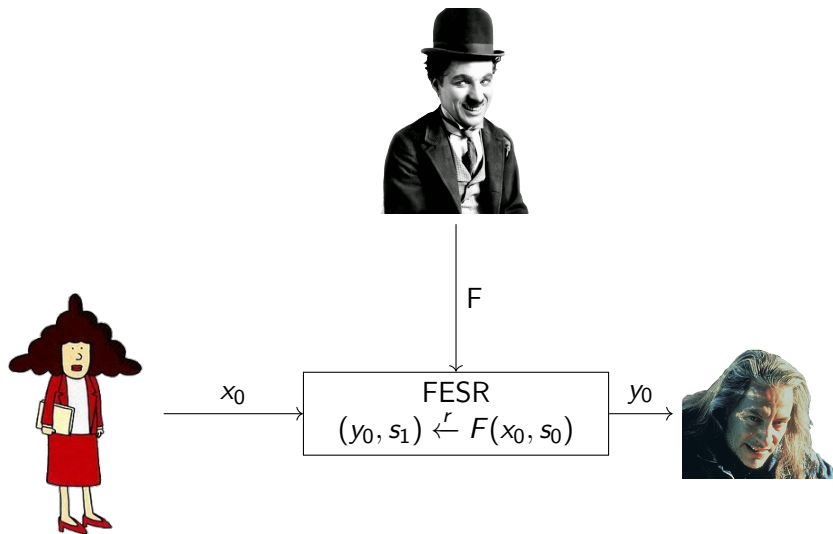 F
x₀
FESR
y₀
(y₀, s₁) ←ʳ F(x₀, s₀)